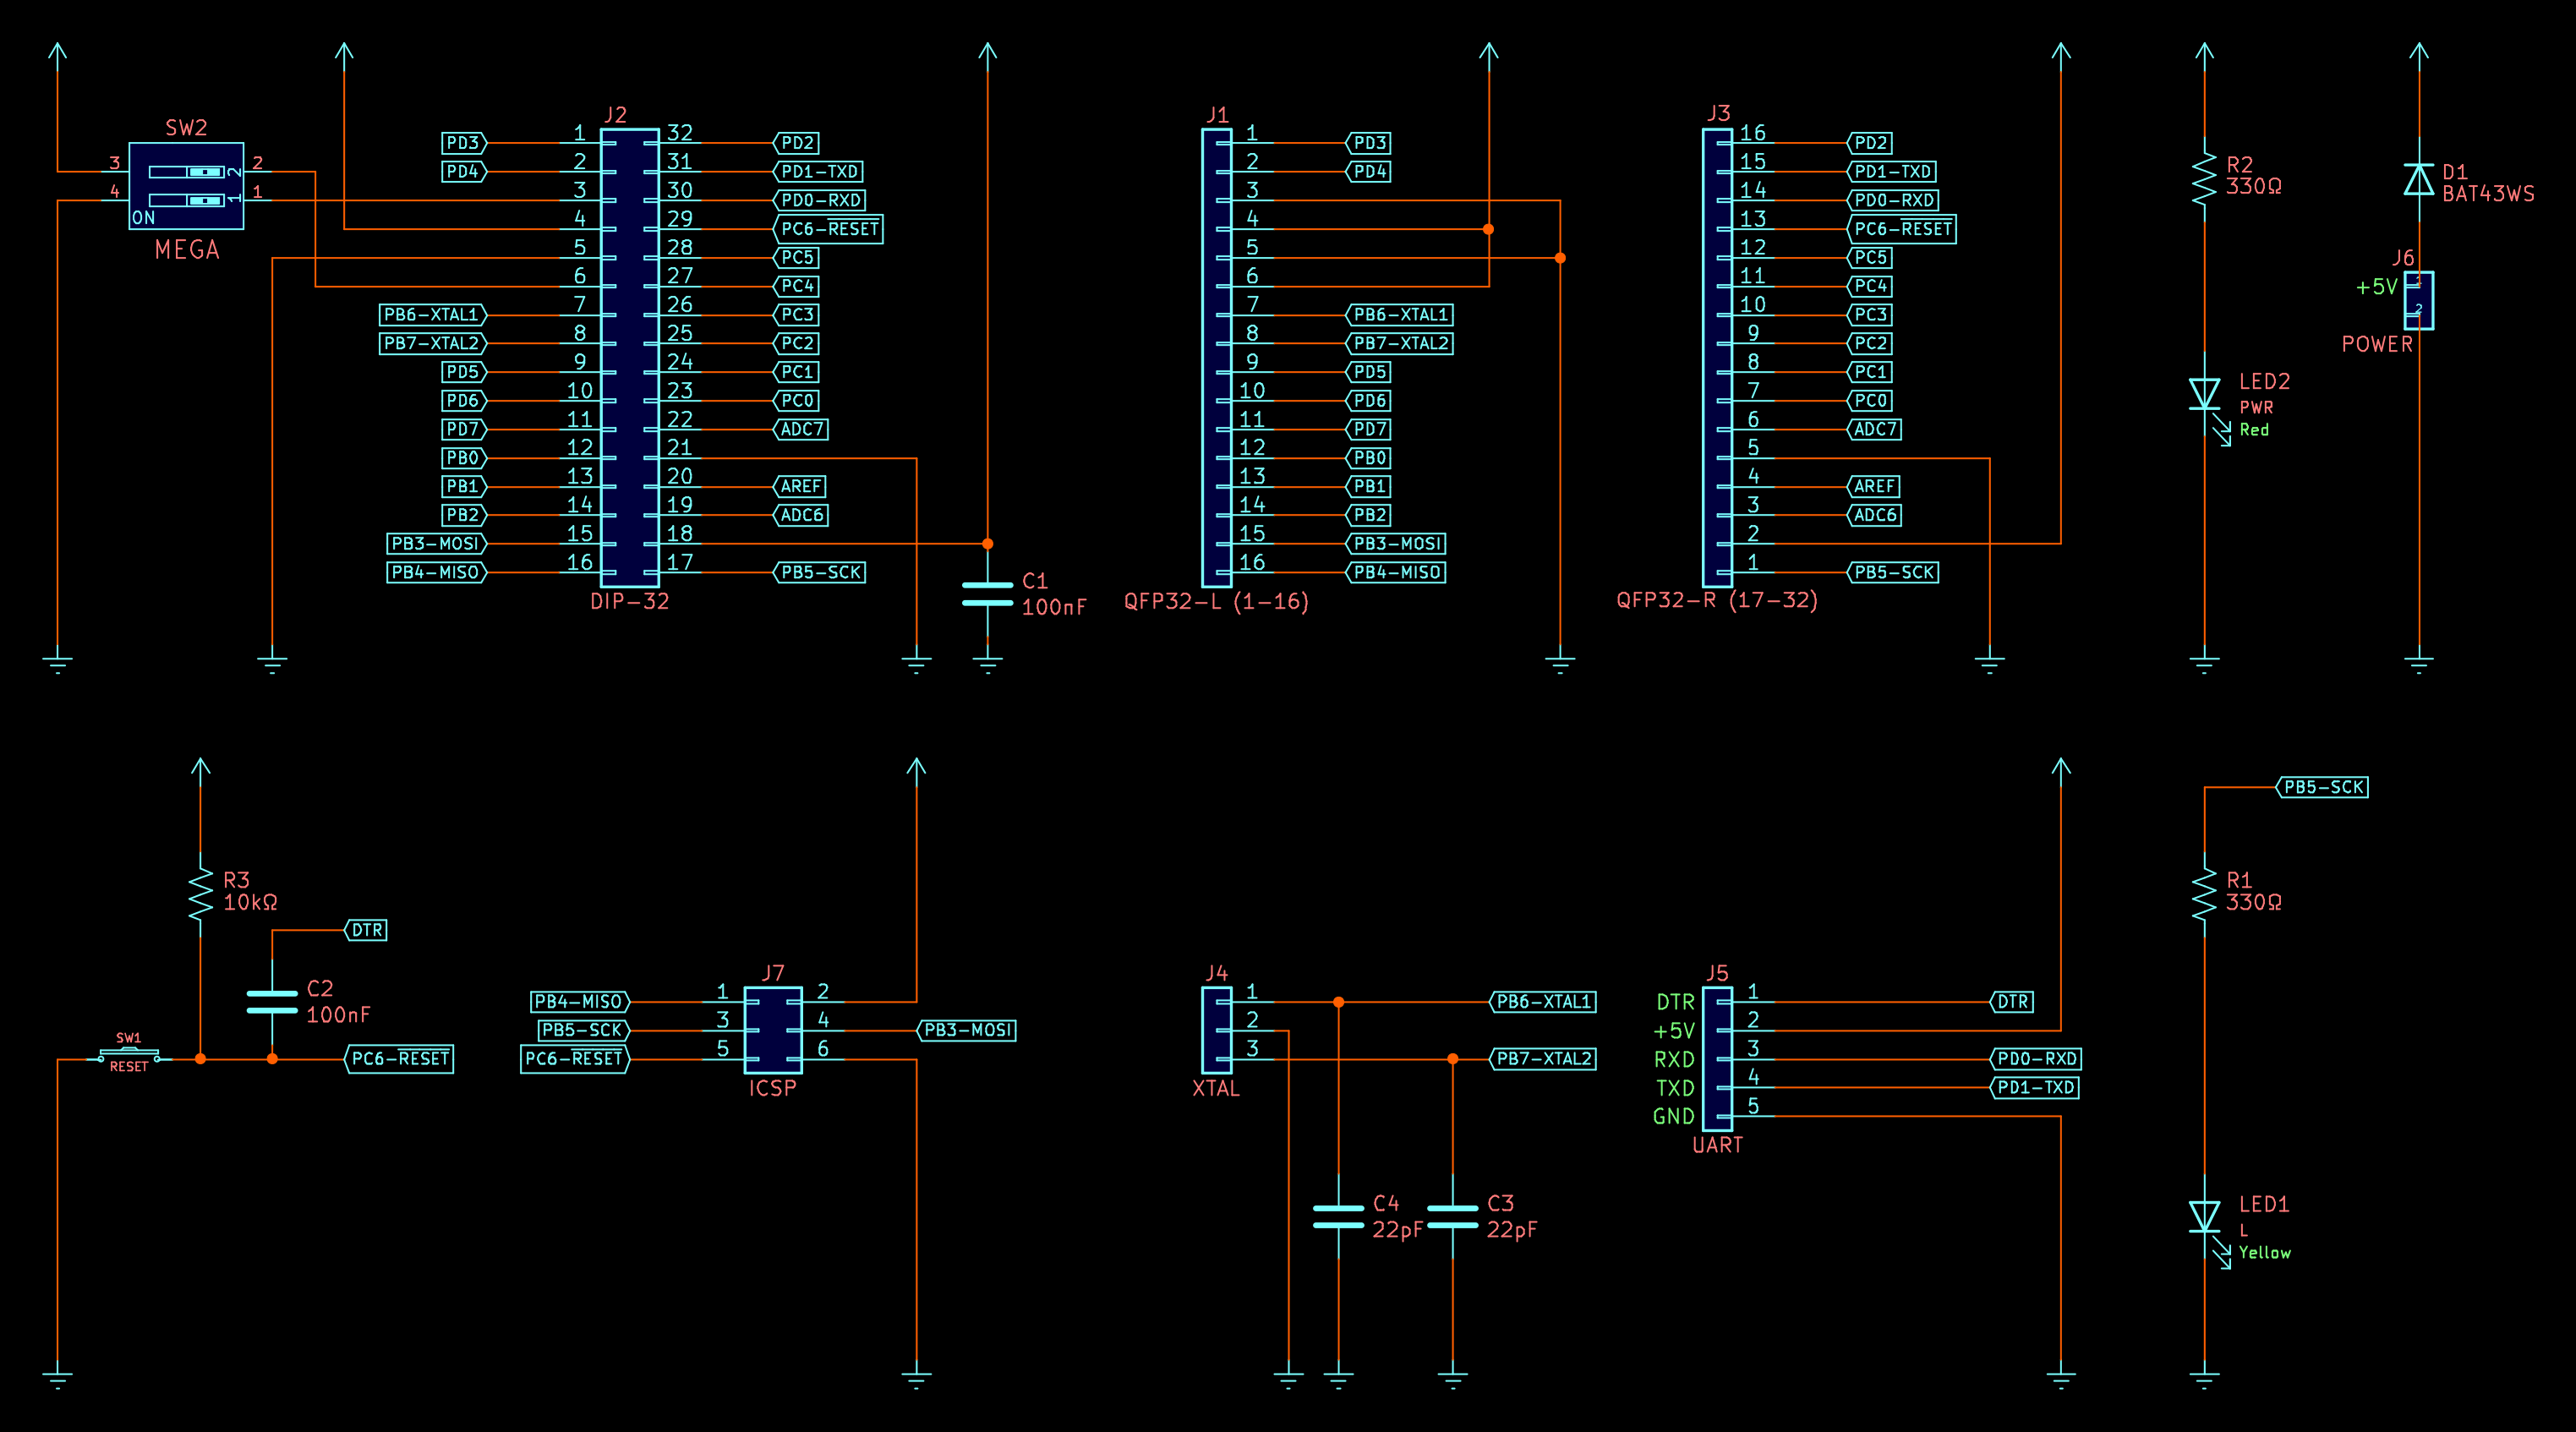 SW2
3
4
2
1
2
1
ON
MEGA
J2
PD3 1 32 PD2
PD4 2 31 PD1-TXD
3 30 PD0-RXD
4 29 PC6-RESET
5 28 PC5
6 27 PC4
PB6-XTAL1 7 26 PC3
PB7-XTAL2 8 25 PC2
PD5 9 24 PC1
PD6 10 23 PC0
PD7 11 22 ADC7
PB0 12 21
PB1 13 20 AREF
PB2 14 19 ADC6
PB3-MOSI 15 18
PB4-MISO 16 17 PB5-SCK
DIP-32
C1
100nF
J1
1 PD3
2 PD4
3
4
5
6
7 PB6-XTAL1
8 PB7-XTAL2
9 PD5
10 PD6
11 PD7
12 PB0
13 PB1
14 PB2
15 PB3-MOSI
16 PB4-MISO
QFP32-L (1-16)
J3
16 PD2
15 PD1-TXD
14 PD0-RXD
13 PC6-RESET
12 PC5
11 PC4
10 PC3
9 PC2
8 PC1
7 PC0
6 ADC7
5
4 AREF
3 ADC6
2
1 PB5-SCK
QFP32-R (17-32)
R2
330Ω
LED2
PWR
Red
D1
BAT43WS
J6
+5V
1
2
POWER
R3
10kΩ
DTR
C2
100nF
SW1
RESET
PC6-RESET
J7
PB4-MISO 1 2
PB5-SCK 3 4 PB3-MOSI
PC6-RESET 5 6
ICSP
J4
1 PB6-XTAL1
2
3 PB7-XTAL2
XTAL
C4
22pF
C3
22pF
J5
DTR 1 DTR
+5V 2
RXD 3 PD0-RXD
TXD 4 PD1-TXD
GND 5
UART
PB5-SCK
R1
330Ω
LED1
L
Yellow